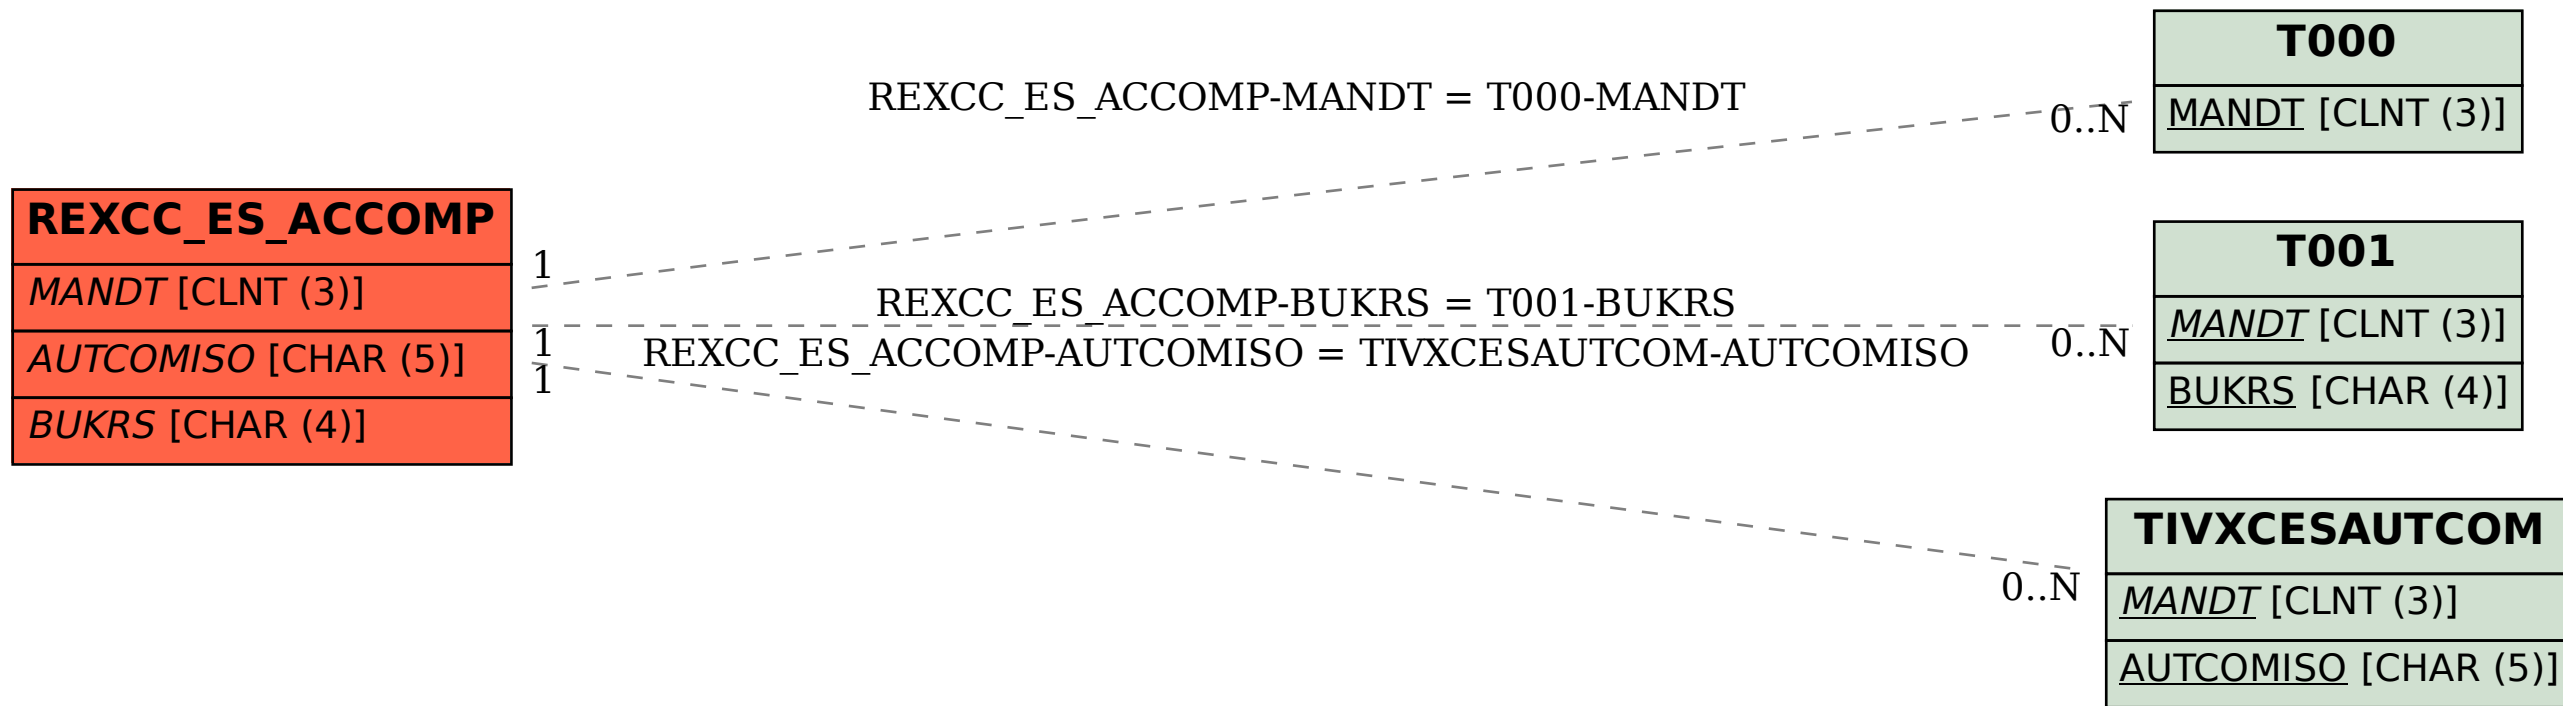 REXCC_ES_ACCOMP
MANDT [CLNT (3)]
AUTCOMISO [CHAR (5)]
BUKRS [CHAR (4)]
REXCC_ES_ACCOMP-MANDT = T000-MANDT
1
0..N
REXCC_ES_ACCOMP-BUKRS = T001-BUKRS
1
0..N
REXCC_ES_ACCOMP-AUTCOMISO = TIVXCESAUTCOM-AUTCOMISO
1
0..N
T000
MANDT [CLNT (3)]
T001
MANDT [CLNT (3)]
BUKRS [CHAR (4)]
TIVXCESAUTCOM
MANDT [CLNT (3)]
AUTCOMISO [CHAR (5)]